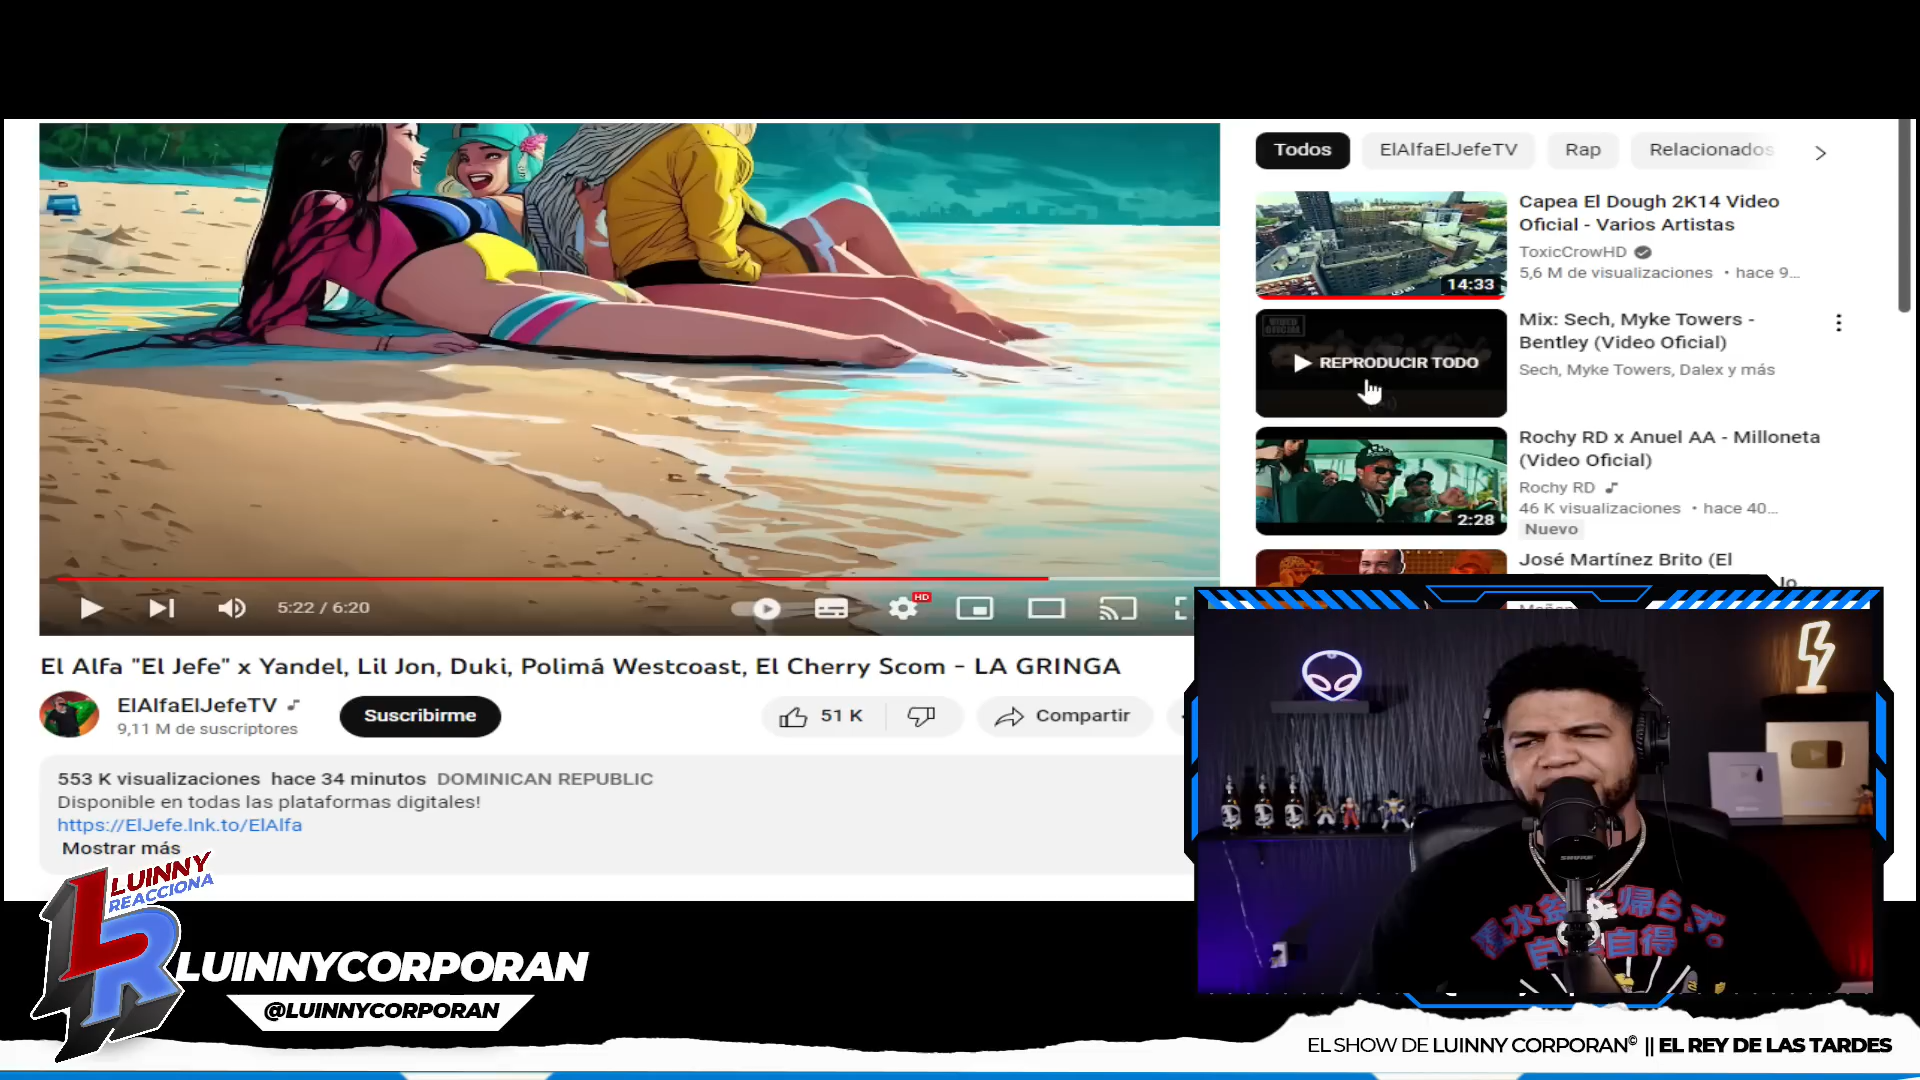 Todos
ElAlfaElJefeTV
Rap
Relacionados
Capea El Dough 2K14 Video
Oficial - Varios Artistas
ToxicCrowHD
5,6 M de visualizaciones • hace 9...
14:33
VIDEO OFICIAL
REPRODUCIR TODO
Mix: Sech, Myke Towers -
Bentley (Video Oficial)
Sech, Myke Towers, Dalex y más
Rochy RD x Anuel AA - Milloneta
(Video Oficial)
Rochy RD
46 K visualizaciones • hace 40...
Nuevo
2:28
José Martínez Brito (El
5:22 / 6:20
HD
El Alfa "El Jefe" x Yandel, Lil Jon, Duki, Polimá Westcoast, El Cherry Scom - LA GRINGA
ElAlfaElJefeTV
9,11 M de suscriptores
Suscribirme
51 K
Compartir
553 K visualizaciones hace 34 minutos DOMINICAN REPUBLIC
Disponible en todas las plataformas digitales!
https://ElJefe.lnk.to/ElAlfa
Mostrar más
LUINNY
REACCIONA
LR
LUINNYCORPORAN
@LUINNYCORPORAN
SHURE
EL SHOW DE LUINNY CORPORAN© || EL REY DE LAS TARDES